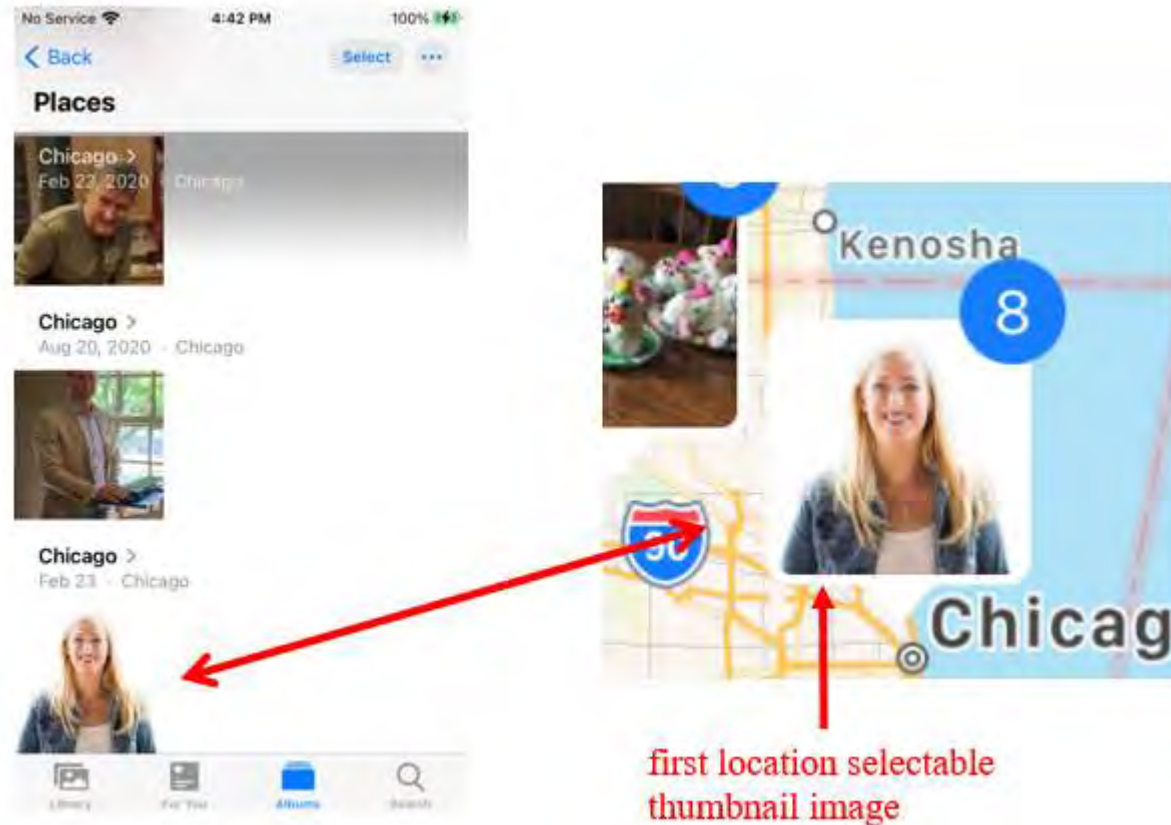 No Service 4:42 PM 100%
Back Select ...
Places
Chicago >
Feb 22, 2020 · Chicago
Chicago >
Aug 20, 2020 · Chicago
Chicago >
Feb 23 · Chicago
Library For You Albums Search
Kenosha
8
90
Chicag
first location selectable
thumbnail image